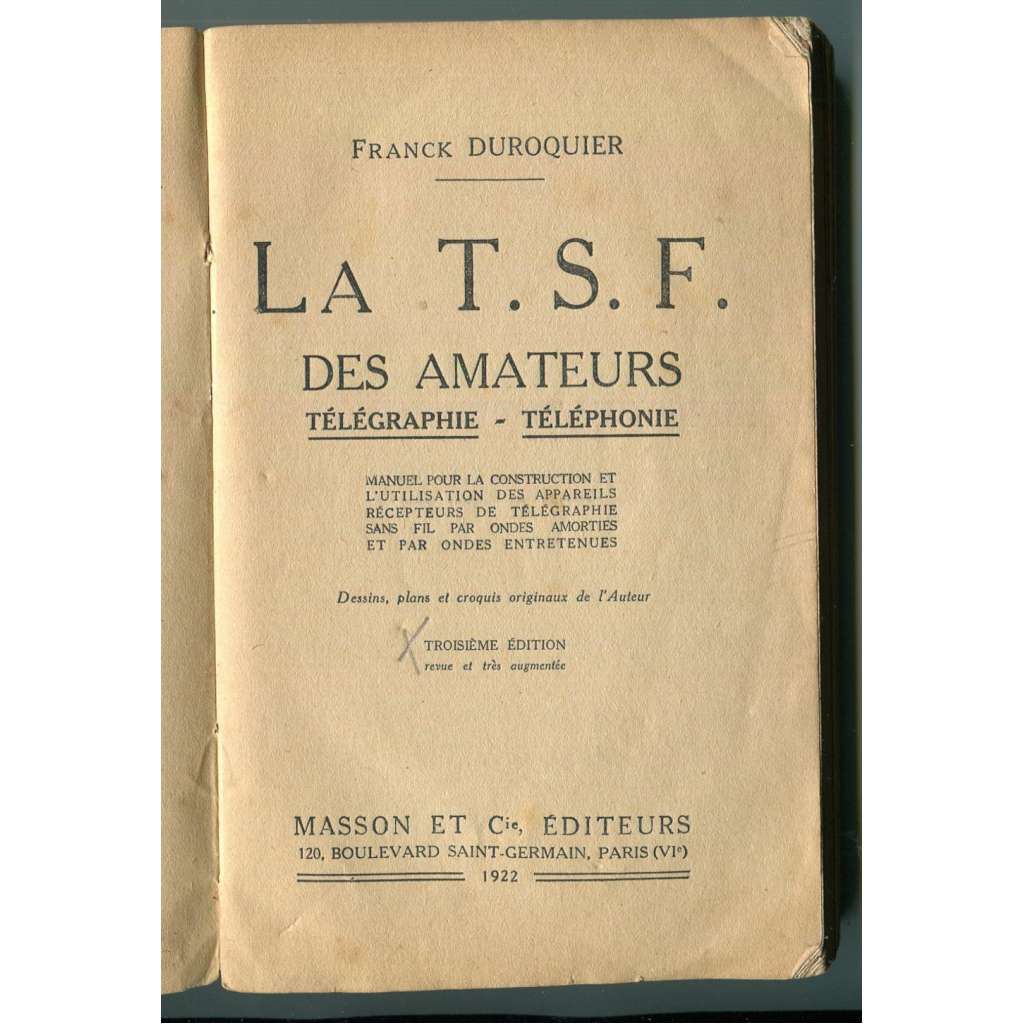 FRANCK DUROQUIER
LA T. S. F.
DES AMATEURS
TÉLÉGRAPHIE - TÉLÉPHONIE
MANUEL POUR LA CONSTRUCTION ET
L'UTILISATION DES APPAREILS
RÉCEPTEURS DE TÉLÉGRAPHIE
SANS FIL PAR ONDES AMORTIES
ET PAR ONDES ENTRETENUES
Dessins, plans et croquis originaux de l'Auteur
TROISIÈME ÉDITION
revue et très augmentée
MASSON ET Cie, ÉDITEURS
120, BOULEVARD SAINT-GERMAIN, PARIS (VIe)
1922